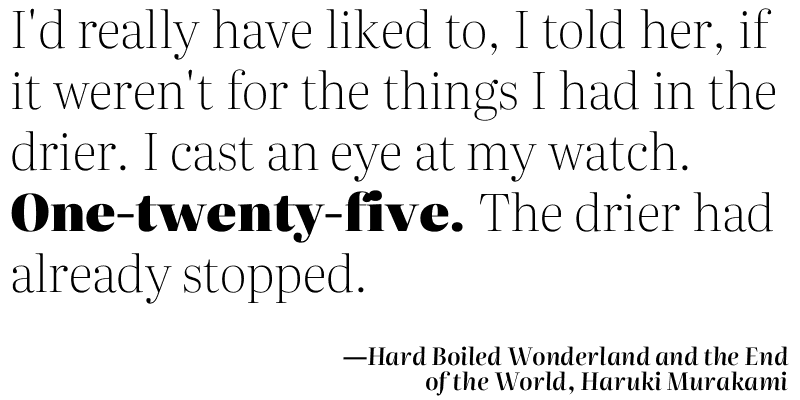 I'd really have liked to, I told her, if
it weren't for the things I had in the
drier. I cast an eye at my watch.
One-twenty-five. The drier had
already stopped.
—Hard Boiled Wonderland and the End
of the World, Haruki Murakami